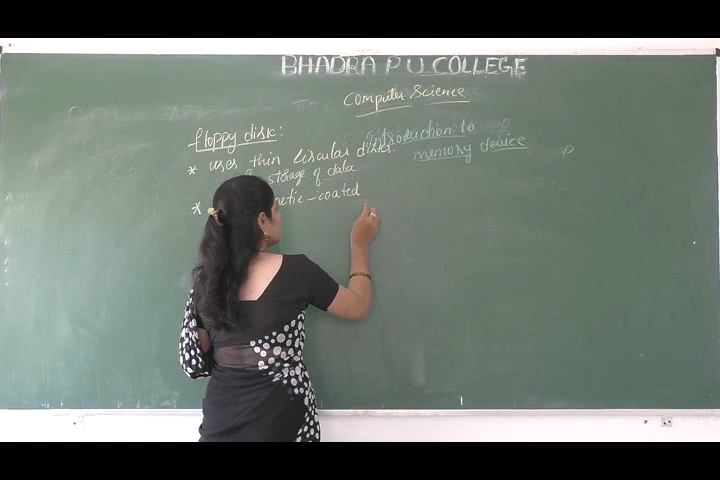 BHADRA P U COLLEGE
Computer Science
Introduction to
memory device
floppy disk:
* uses thin circular disks.
storage of data
* netic-coated